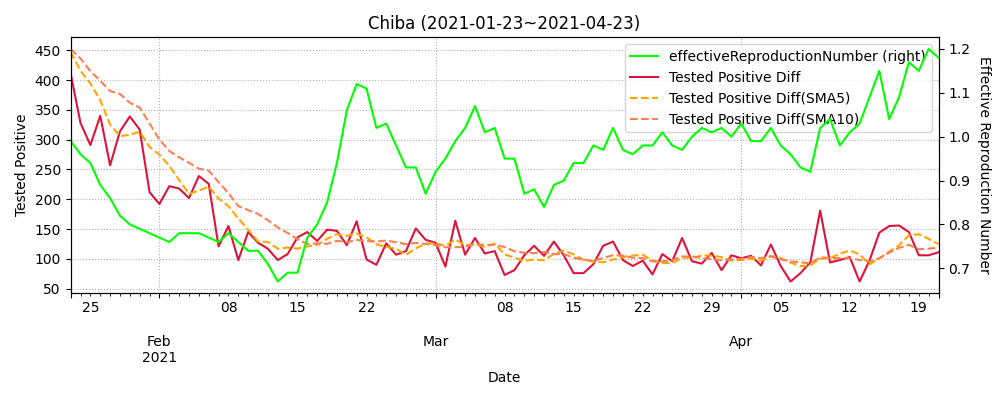 Chiba (2021-01-23~2021-04-23)
effectiveReproductionNumber (right)
Tested Positive Diff
Tested Positive Diff(SMA5)
Tested Positive Diff(SMA10)
Tested Positive
450
400
350
300
250
200
150
100
50
Effective Reproduction Number
1.2
1.1
1.0
0.9
0.8
0.7
25 08 15 22 08 15 22 29 05 12 19
Feb Mar Apr
2021
Date